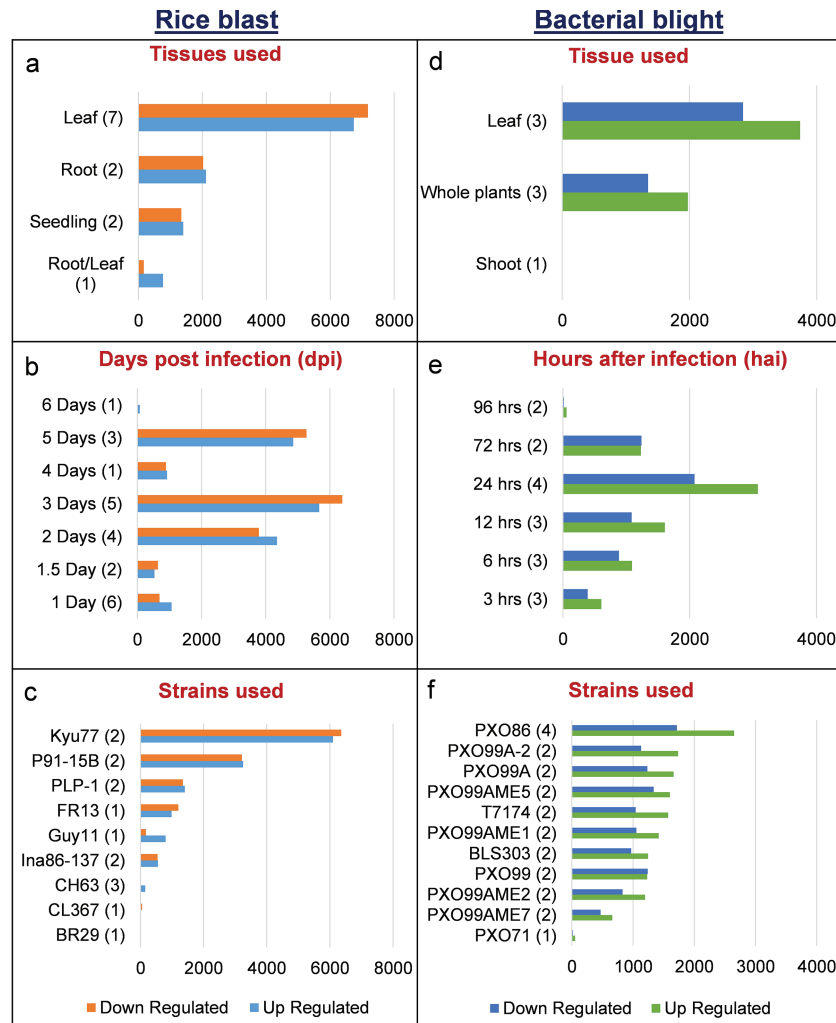 Rice blast
a
Tissues used
Leaf (7)
Root (2)
Seedling (2)
Root/Leaf
(1)
0 2000 4000 6000 8000
b
Days post infection (dpi)
6 Days (1)
5 Days (3)
4 Days (1)
3 Days (5)
2 Days (4)
1.5 Day (2)
1 Day (6)
0 2000 4000 6000 8000
c
Strains used
Kyu77 (2)
P91-15B (2)
PLP-1 (2)
FR13 (1)
Guy11 (1)
Ina86-137 (2)
CH63 (3)
CL367 (1)
BR29 (1)
0 2000 4000 6000 8000
Down Regulated Up Regulated
Bacterial blight
d
Tissue used
Leaf (3)
Whole plants (3)
Shoot (1)
0 2000 4000
e
Hours after infection (hai)
96 hrs (2)
72 hrs (2)
24 hrs (4)
12 hrs (3)
6 hrs (3)
3 hrs (3)
0 2000 4000
f
Strains used
PXO86 (4)
PXO99A-2 (2)
PXO99A (2)
PXO99AME5 (2)
T7174 (2)
PXO99AME1 (2)
BLS303 (2)
PXO99 (2)
PXO99AME2 (2)
PXO99AME7 (2)
PXO71 (1)
0 1000 2000 3000 4000
Down Regulated Up Regulated